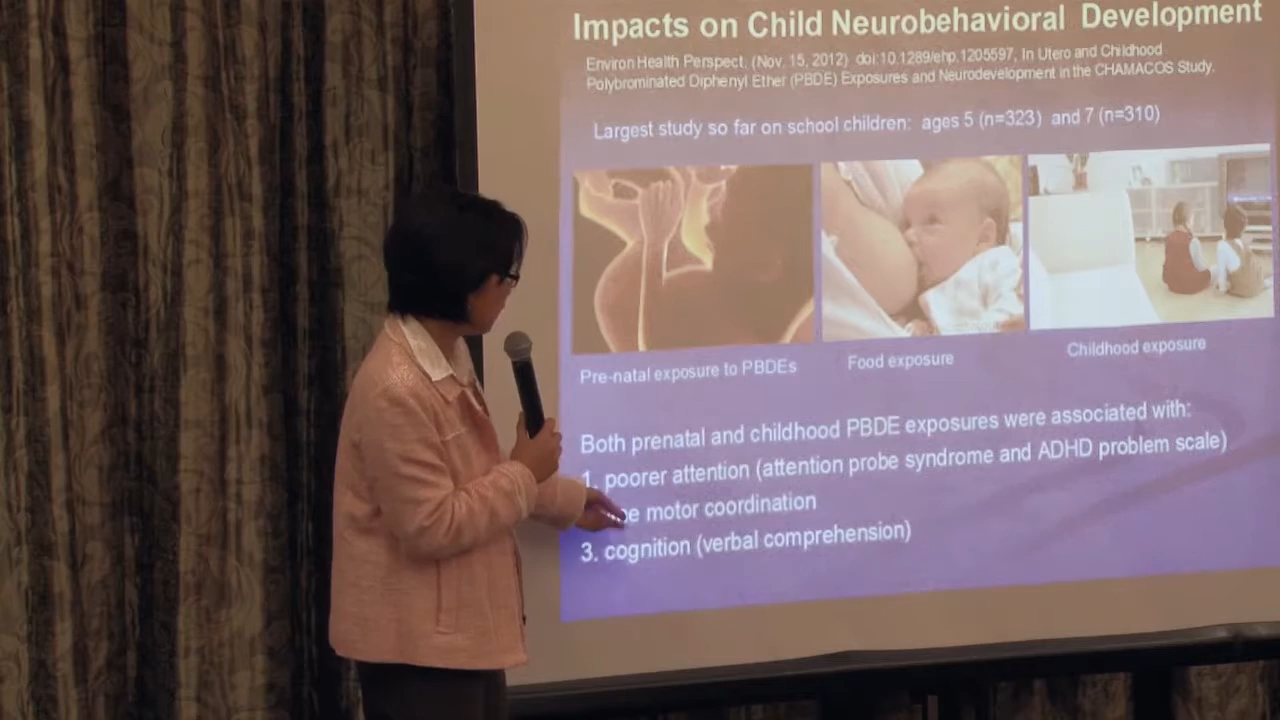 Impacts on Child Neurobehavioral Development
Environ Health Perspect. (Nov. 15, 2012) doi:10.1289/ehp.1205597, In Utero and Childhood
Polybrominated Diphenyl Ether (PBDE) Exposures and Neurodevelopment in the CHAMACOS Study.
Largest study so far on school children: ages 5 (n=323) and 7 (n=310)
Pre-natal exposure to PBDEs
Food exposure
Childhood exposure
Both prenatal and childhood PBDE exposures were associated with:
1. poorer attention (attention probe syndrome and ADHD problem scale)
motor coordination
3. cognition (verbal comprehension)